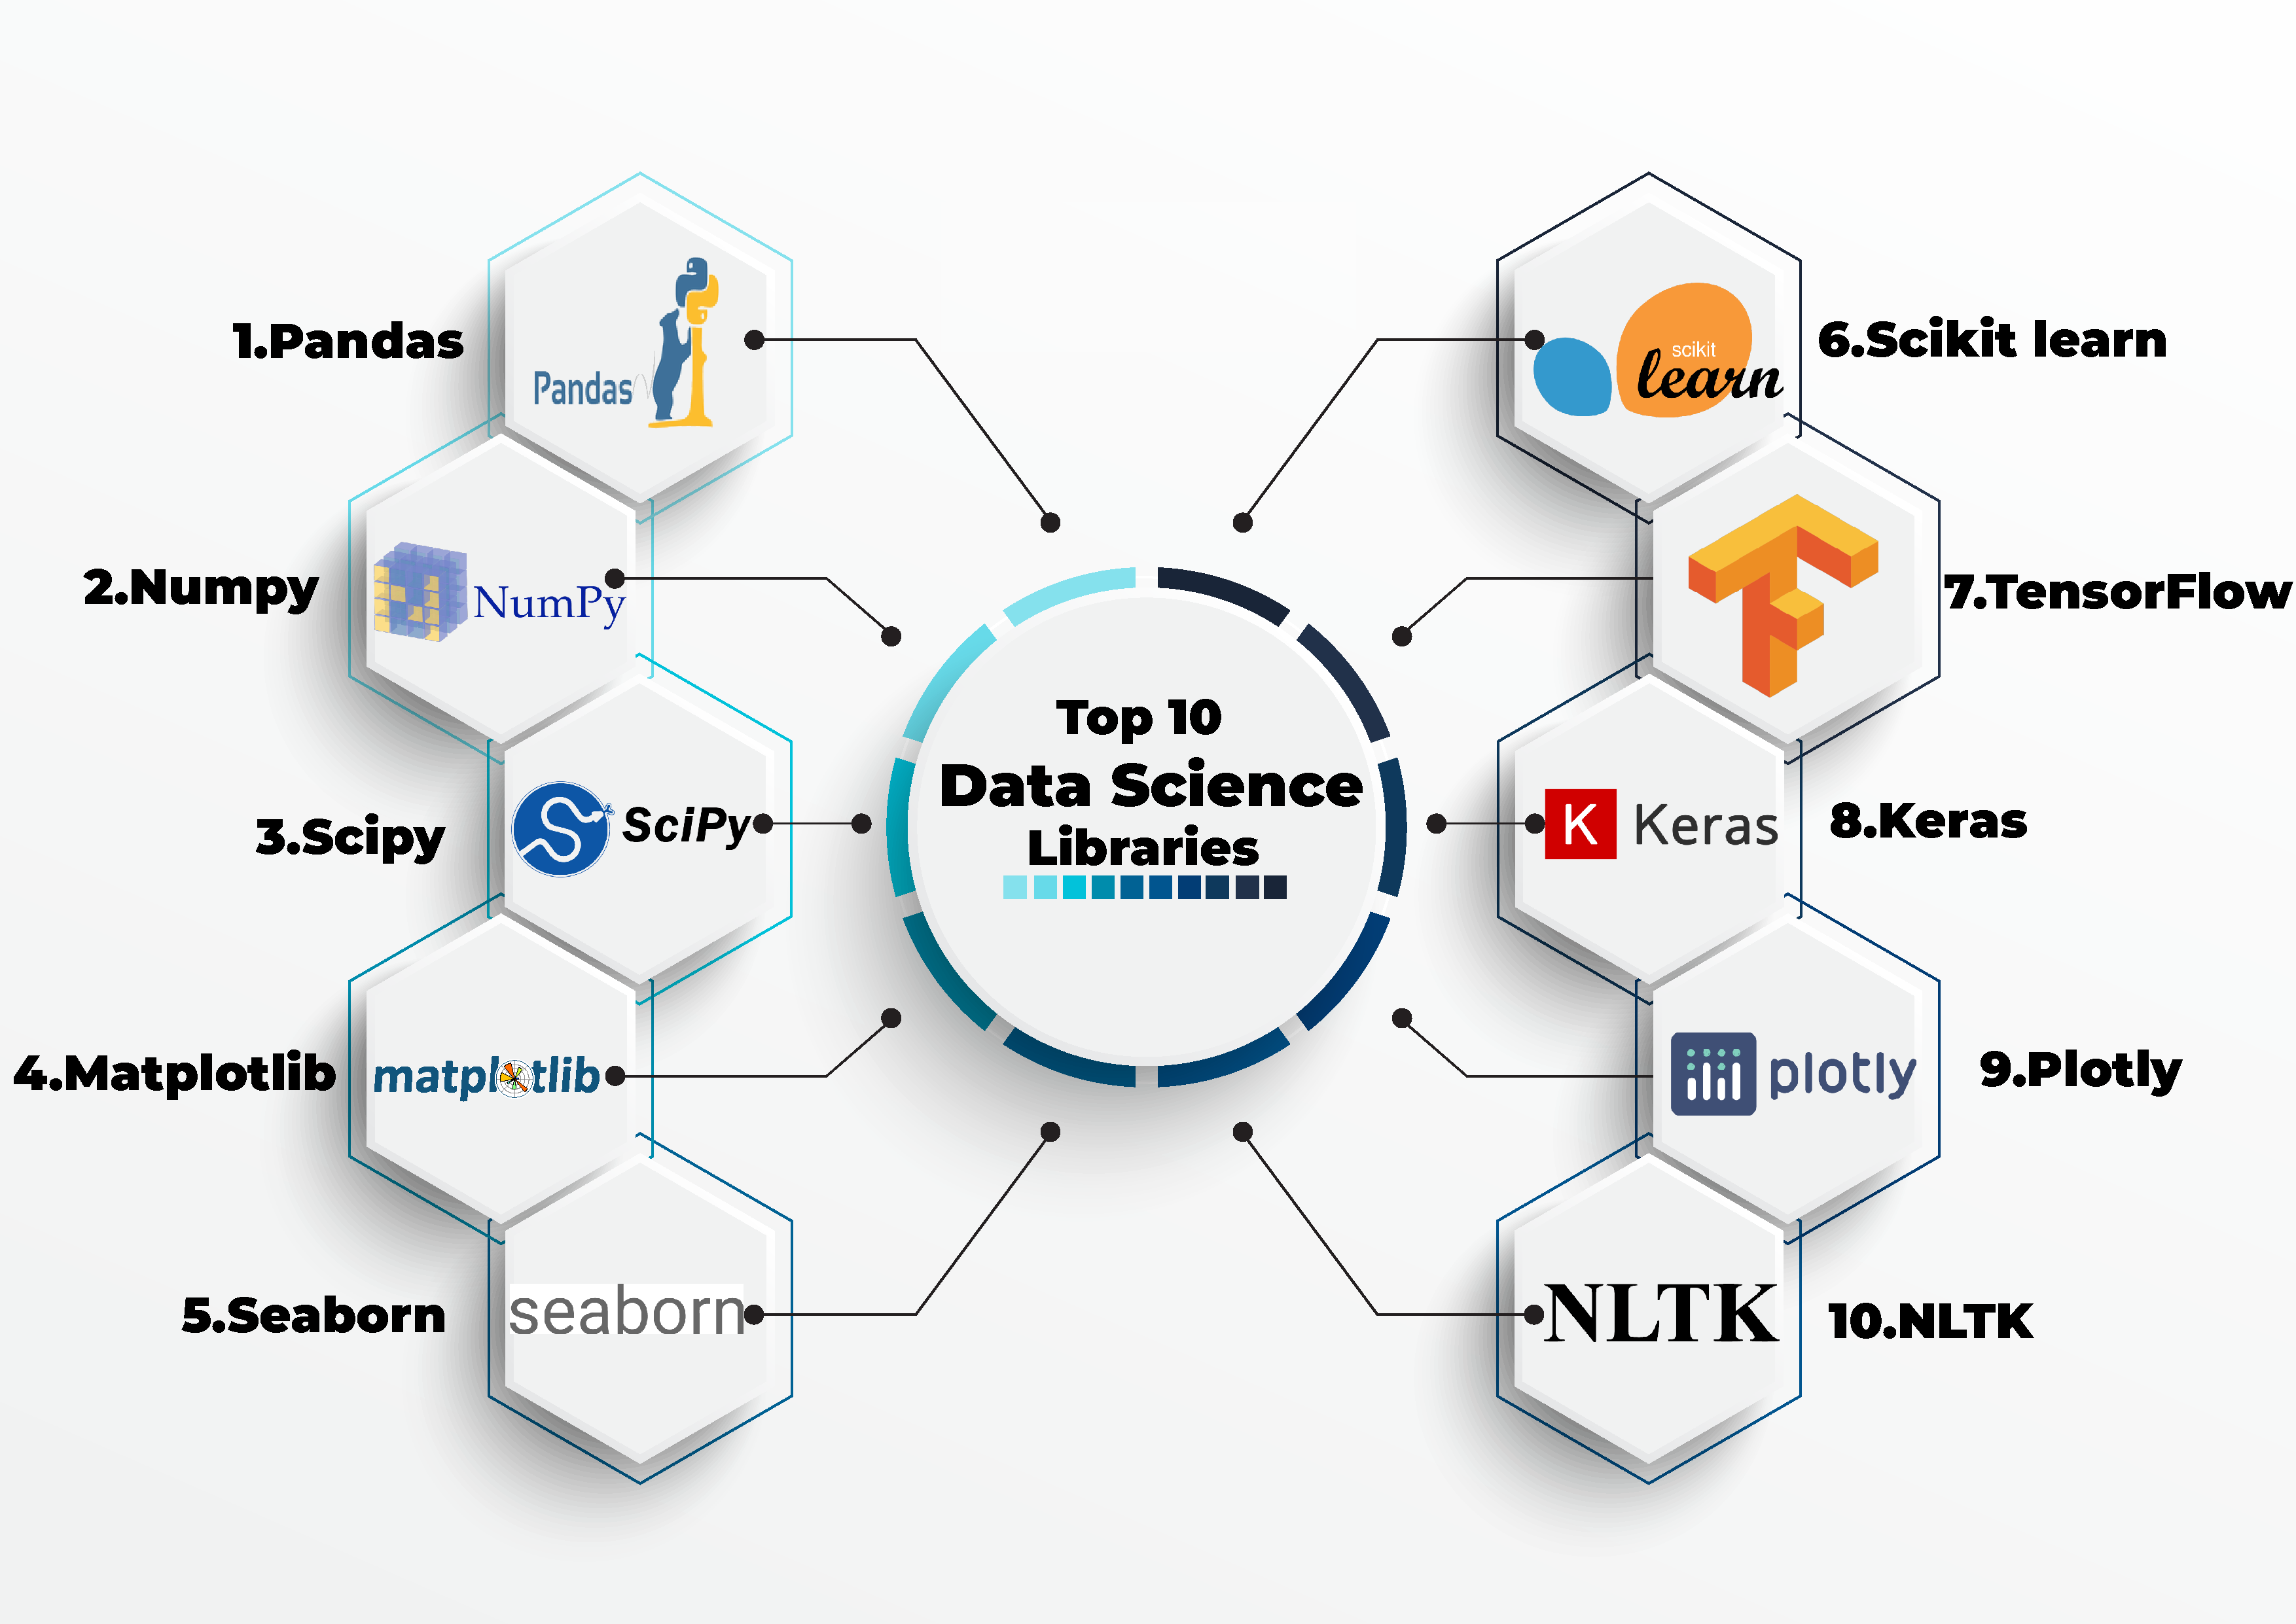 1.Pandas
Pandas
2.Numpy
NumPy
3.Scipy
SciPy
4.Matplotlib
matplotlib
5.Seaborn
seaborn
Top 10
Data Science
Libraries
scikit
learn
6.Scikit learn
7.TensorFlow
K Keras
8.Keras
plotly
9.Plotly
NLTK
10.NLTK